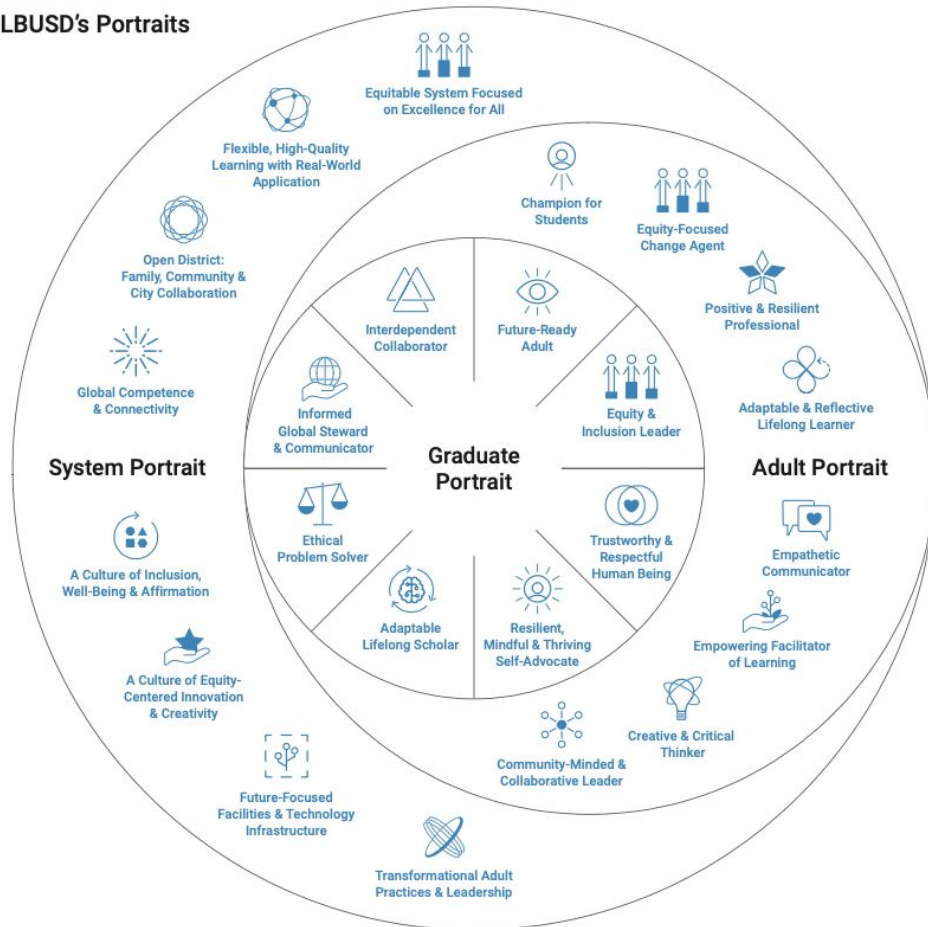 LBUSD's Portraits
Equitable System Focused
on Excellence for All
Flexible, High-Quality
Learning with Real-World
Application
Open District:
Family, Community &
City Collaboration
Global Competence
& Connectivity
System Portrait
A Culture of Inclusion,
Well-Being & Affirmation
A Culture of Equity-
Centered Innovation
& Creativity
Future-Focused
Facilities & Technology
Infrastructure
Transformational Adult
Practices & Leadership
Champion for
Students
Equity-Focused
Change Agent
Positive & Resilient
Professional
Adaptable & Reflective
Lifelong Learner
Adult Portrait
Empathetic
Communicator
Empowering Facilitator
of Learning
Creative & Critical
Thinker
Community-Minded &
Collaborative Leader
Interdependent
Collaborator
Future-Ready
Adult
Informed
Global Steward
& Communicator
Equity &
Inclusion Leader
Graduate
Portrait
Ethical
Problem Solver
Trustworthy &
Respectful
Human Being
Adaptable
Lifelong Scholar
Resilient,
Mindful & Thriving
Self-Advocate